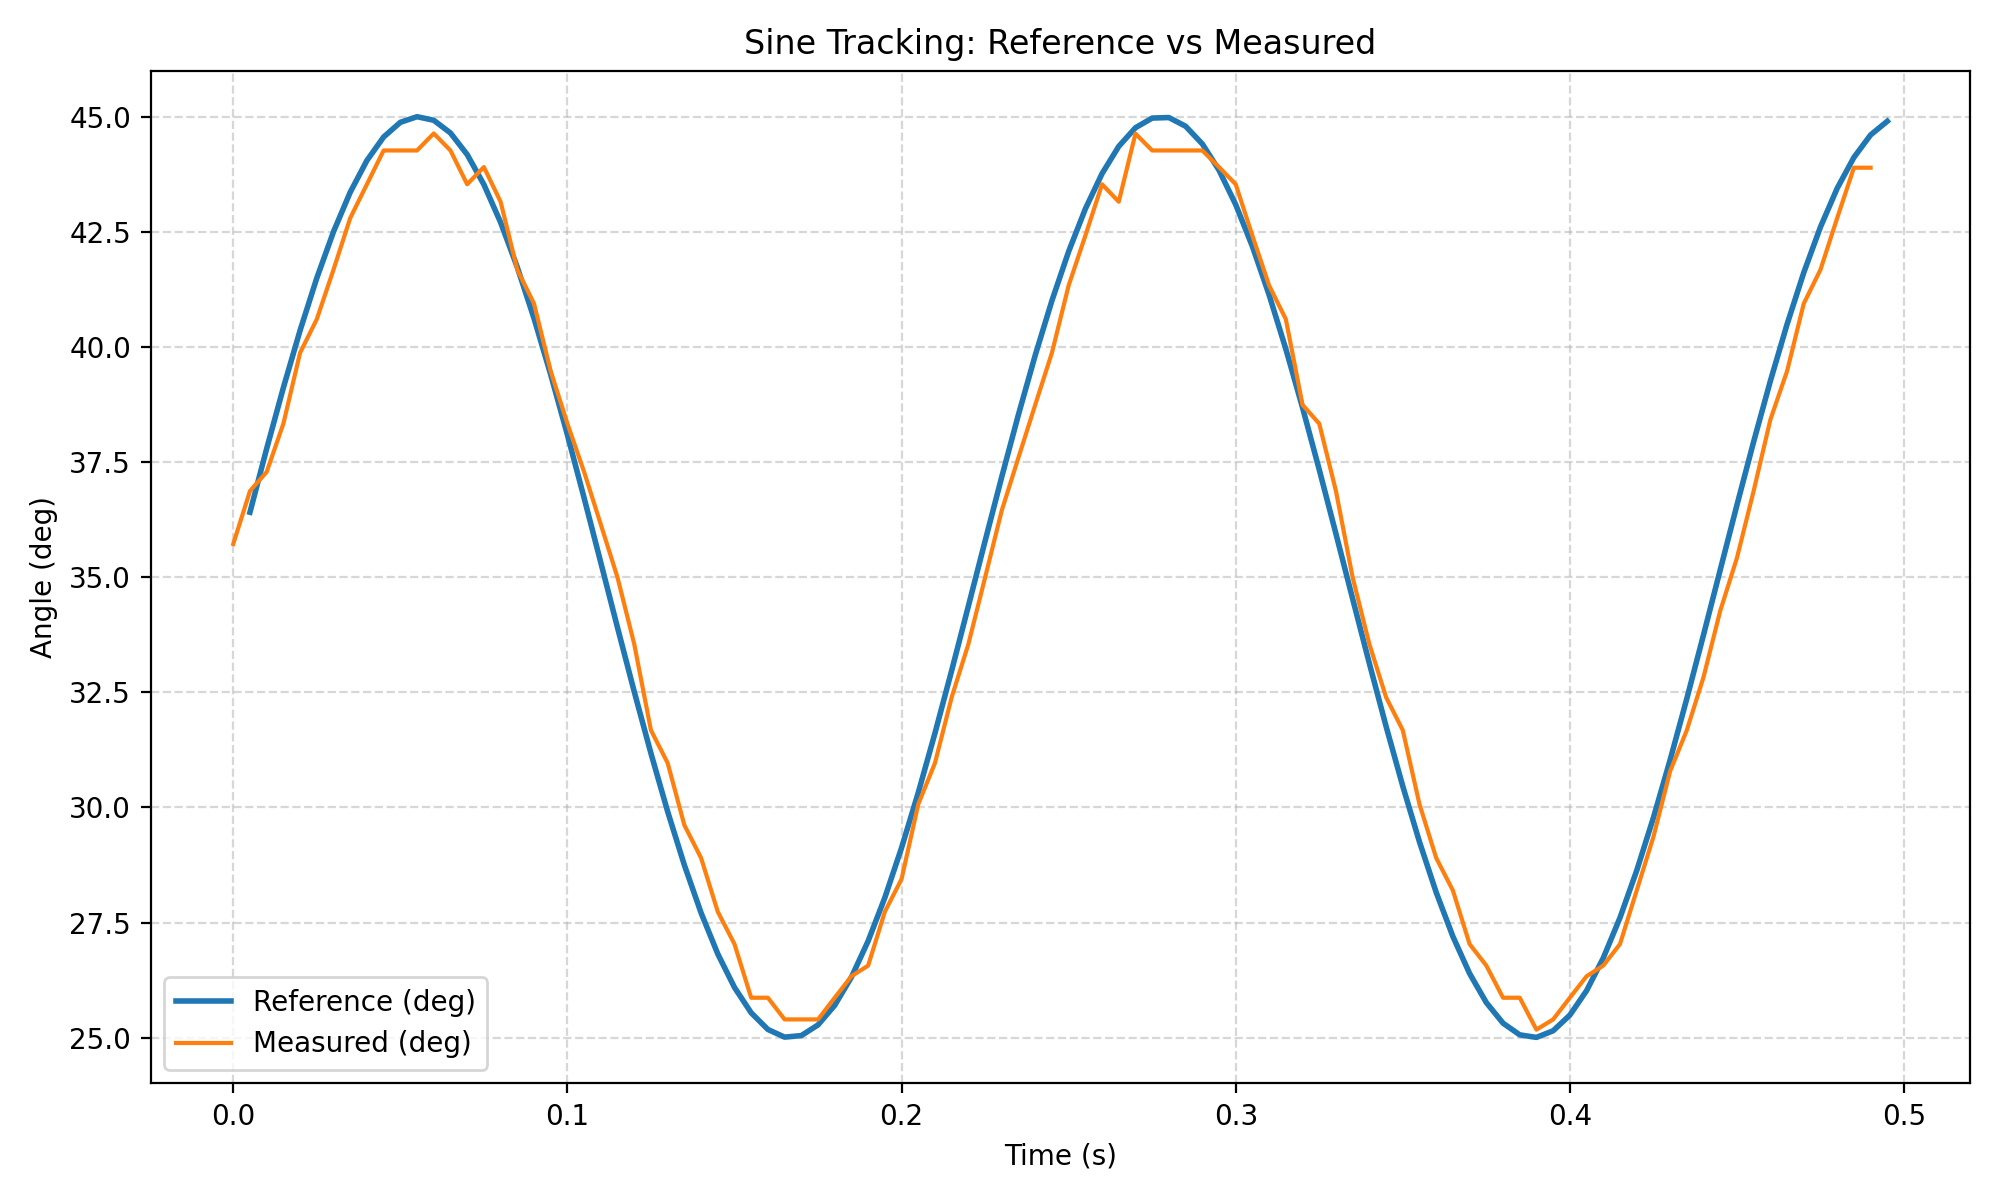 Sine Tracking: Reference vs Measured
Angle (deg)
45.0
42.5
40.0
37.5
35.0
32.5
30.0
27.5
25.0
Reference (deg)
Measured (deg)
0.0 0.1 0.2 0.3 0.4 0.5
Time (s)